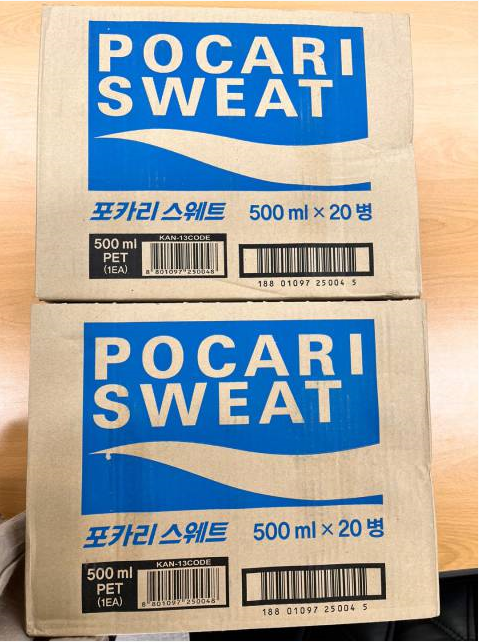 POCARI
SWEAT
포카리 스웨트 500 ml × 20 병
500 ml
PET
(1EA)
KAN-13CODE
8 801097 250048
188 01097 25004 5
POCARI
SWEAT
포카리 스웨트 500 ml × 20 병
500 ml
PET
(1EA)
KAN-13CODE
8 801097 250048
188 01097 25004 5